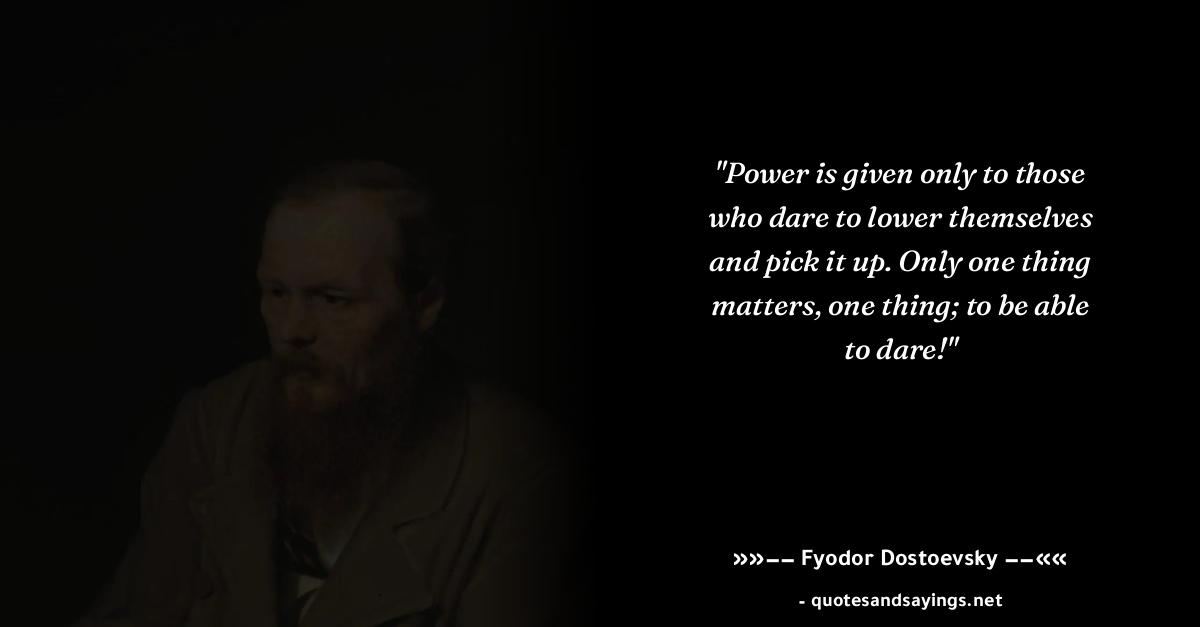 "Power is given only to those
who dare to lower themselves
and pick it up. Only one thing
matters, one thing; to be able
to dare!"
»»–– Fyodor Dostoevsky ––««
- quotesandsayings.net